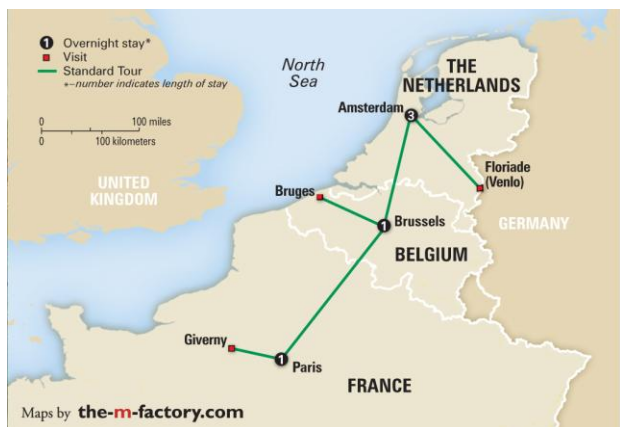 1 Overnight stay*
Visit
Standard Tour
*–number indicates length of stay
0 100 miles
0 100 kilometers
North
Sea
THE
NETHERLANDS
Amsterdam
3
Floriade
(Venlo)
UNITED
KINGDOM
Bruges
Brussels
1
GERMANY
BELGIUM
Giverny
1
Paris
FRANCE
Maps by the-m-factory.com